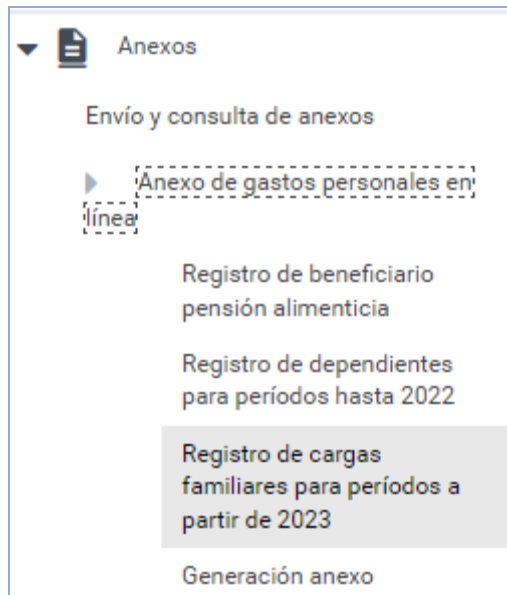 Anexos
Envío y consulta de anexos
Anexo de gastos personales en
línea
Registro de beneficiario
pensión alimenticia
Registro de dependientes
para períodos hasta 2022
Registro de cargas
familiares para períodos a
partir de 2023
Generación anexo